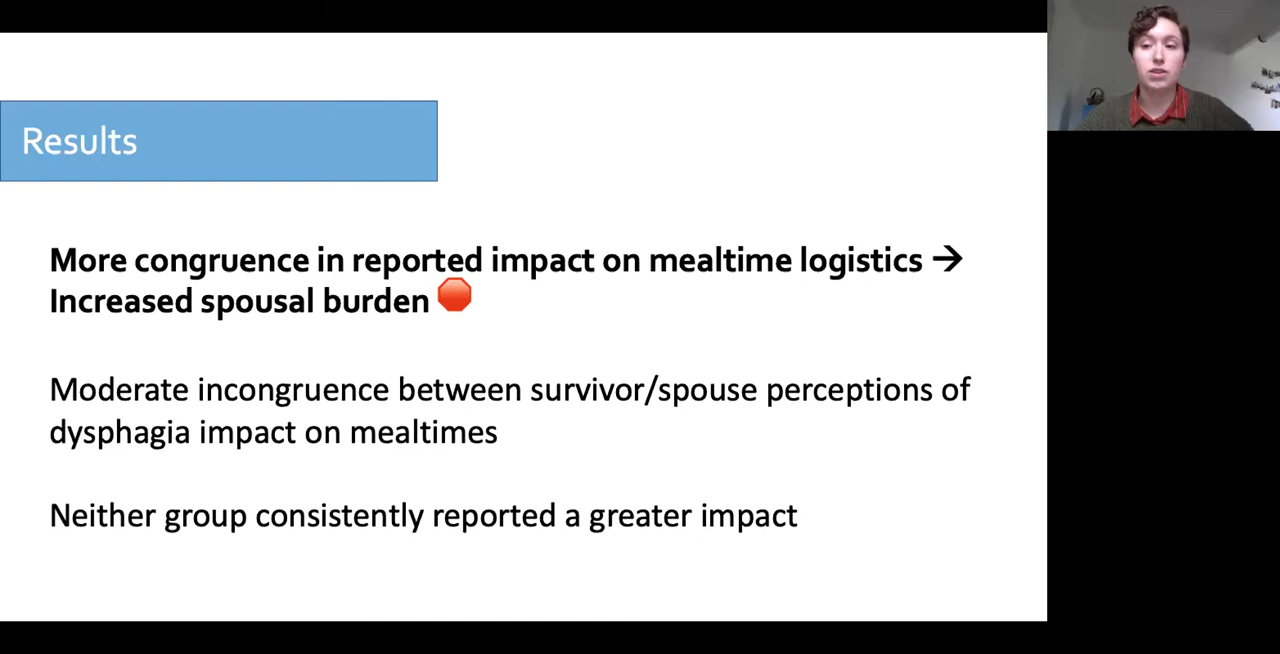 Results
More congruence in reported impact on mealtime logistics →
Increased spousal burden 🛑
Moderate incongruence between survivor/spouse perceptions of
dysphagia impact on mealtimes
Neither group consistently reported a greater impact